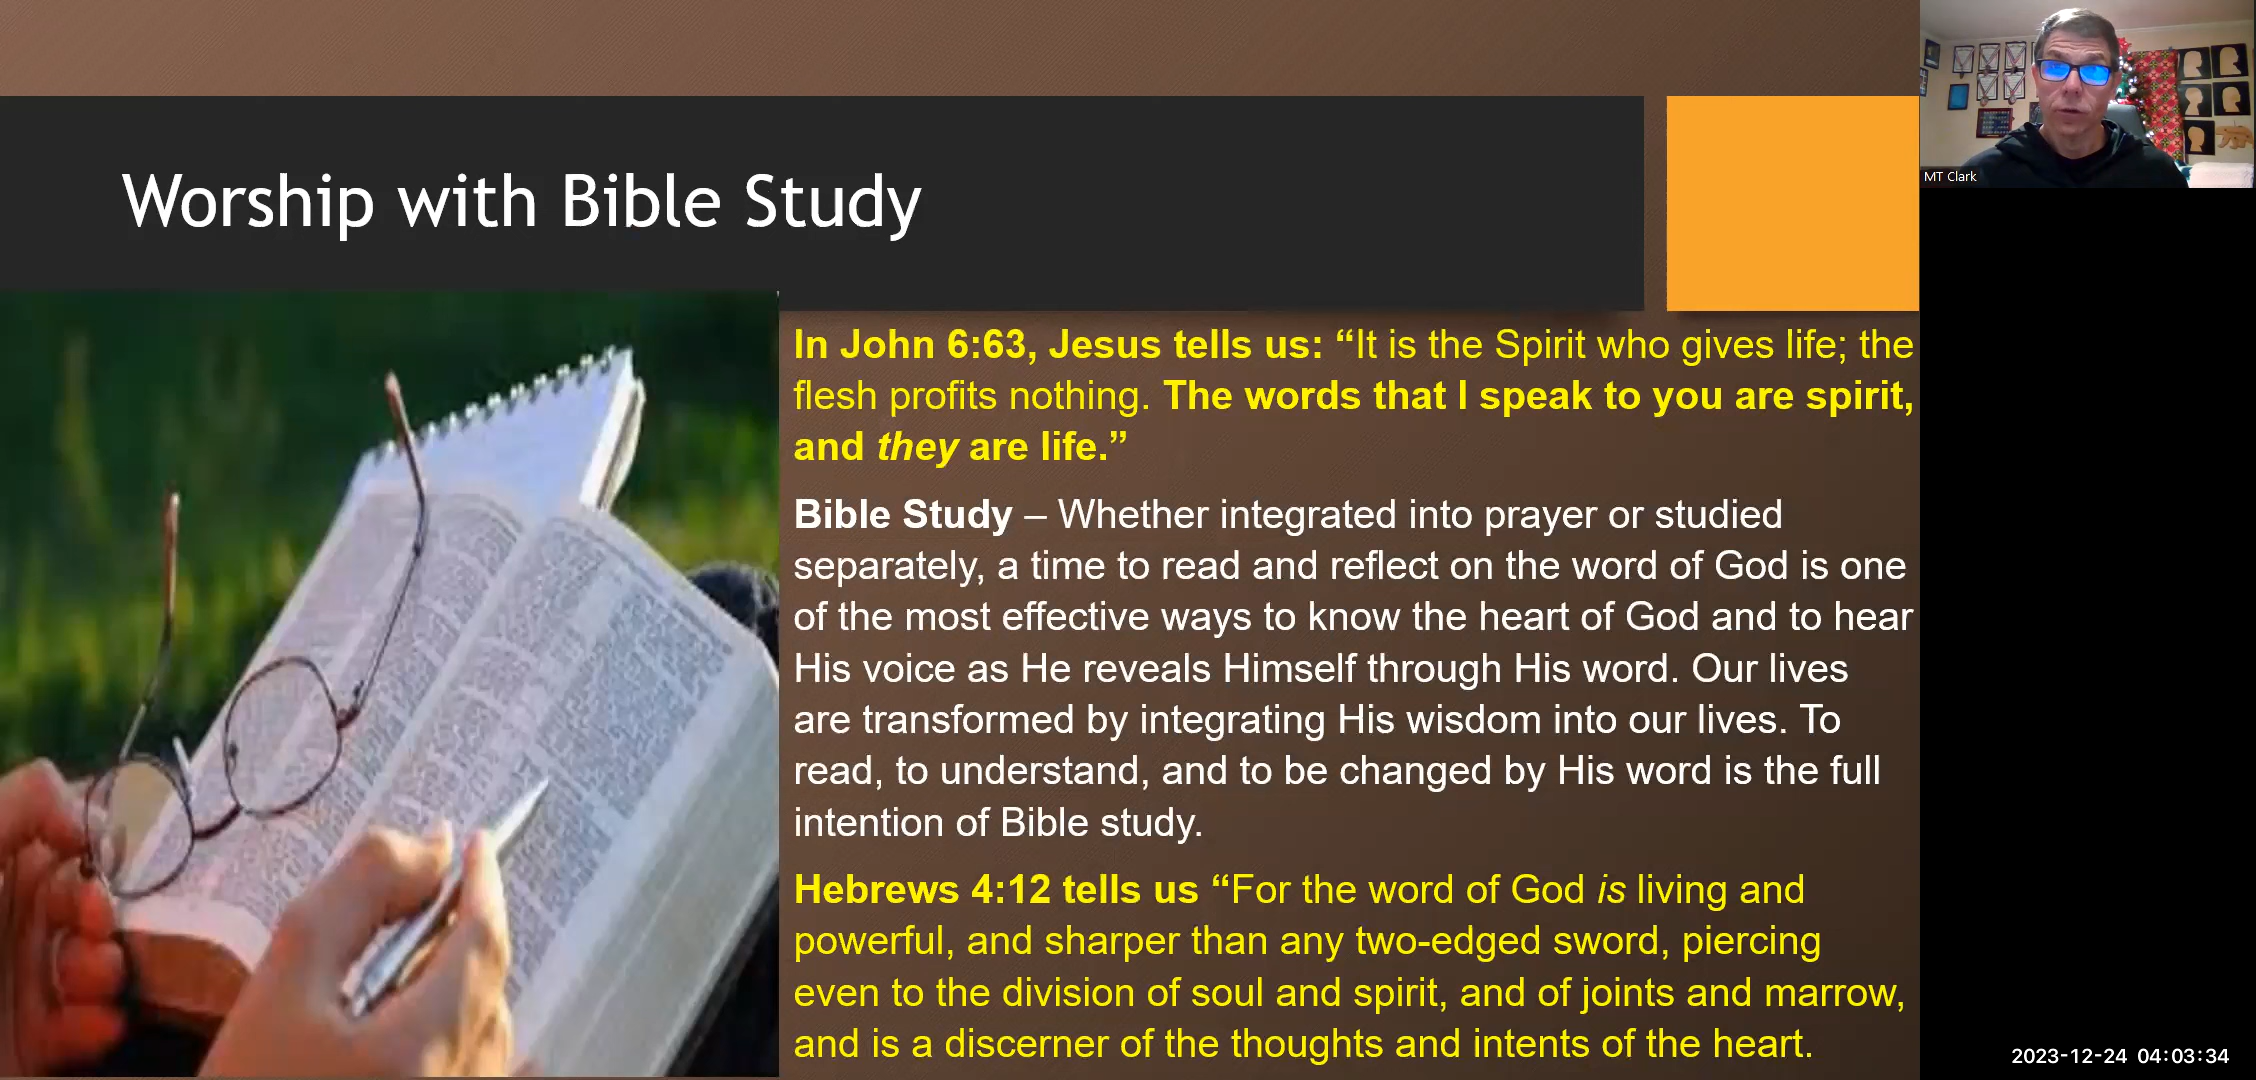 Worship with Bible Study
In John 6:63, Jesus tells us: “It is the Spirit who gives life; the
flesh profits nothing. The words that I speak to you are spirit,
and they are life.”
Bible Study – Whether integrated into prayer or studied
separately, a time to read and reflect on the word of God is one
of the most effective ways to know the heart of God and to hear
His voice as He reveals Himself through His word. Our lives
are transformed by integrating His wisdom into our lives. To
read, to understand, and to be changed by His word is the full
intention of Bible study.
Hebrews 4:12 tells us “For the word of God is living and
powerful, and sharper than any two-edged sword, piercing
even to the division of soul and spirit, and of joints and marrow,
and is a discerner of the thoughts and intents of the heart.
MT Clark
2023-12-24 04:03:34